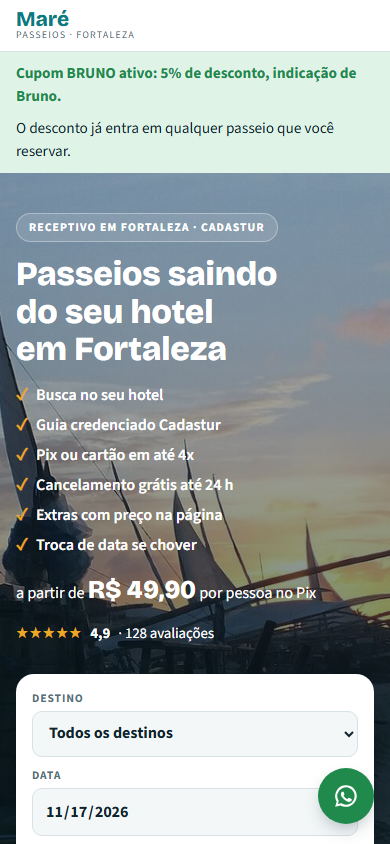 Maré
PASSEIOS · FORTALEZA
Cupom BRUNO ativo: 5% de desconto, indicação de
Bruno.
O desconto já entra em qualquer passeio que você
reservar.
RECEPTIVO EM FORTALEZA · CADASTUR
Passeios saindo
do seu hotel
em Fortaleza
✓ Busca no seu hotel
✓ Guia credenciado Cadastur
✓ Pix ou cartão em até 4x
✓ Cancelamento grátis até 24 h
✓ Extras com preço na página
✓ Troca de data se chover
a partir de R$ 49,90 por pessoa no Pix
★★★★★ 4,9 · 128 avaliações
DESTINO
Todos os destinos
DATA
11/17/2026